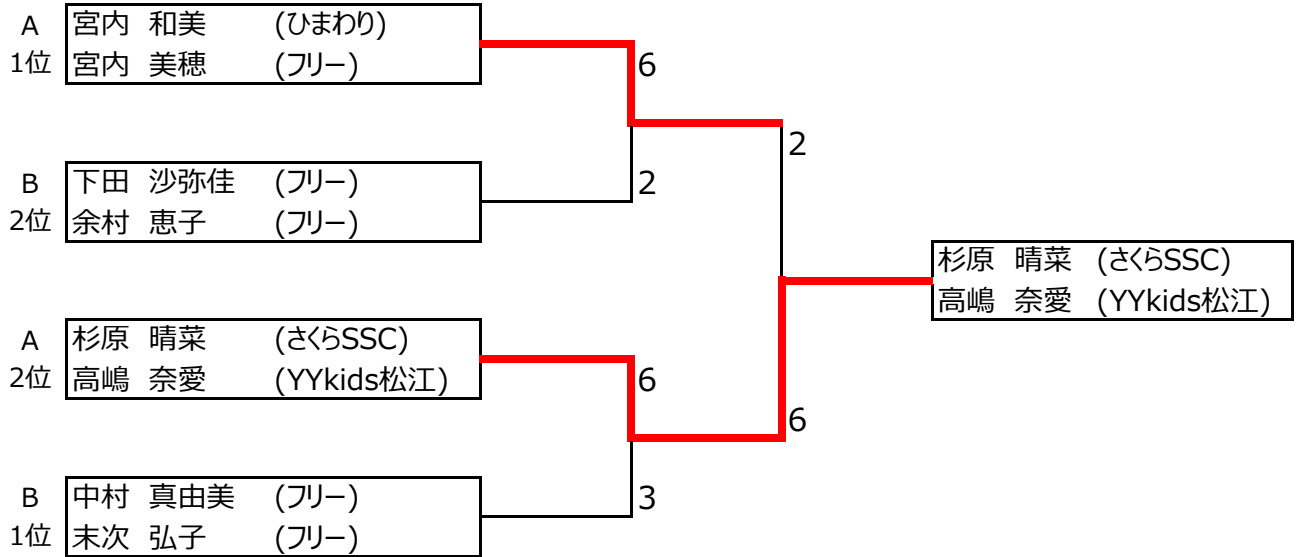 A 宮内 和美 (ひまわり)
1位 宮内 美穂 (フリー)
6
2
B 下田 沙弥佳 (フリー)
2
2位 余村 恵子 (フリー)
杉原 晴菜 (さくらSSC)
高嶋 奈愛 (YYkids松江)
A 杉原 晴菜 (さくらSSC)
2位 高嶋 奈愛 (YYkids松江)
6
6
B 中村 真由美 (フリー)
3
1位 末次 弘子 (フリー)